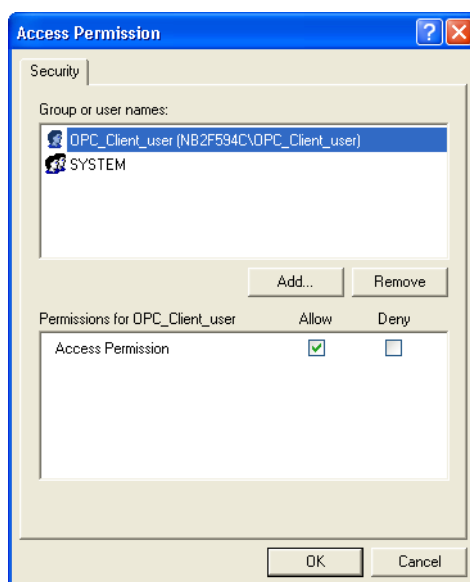 Access Permission
Security
Group or user names:
OPC_Client_user (NB2F594C\OPC_Client_user)
SYSTEM
Add... Remove
Permissions for OPC_Client_user Allow Deny
Access Permission
OK Cancel